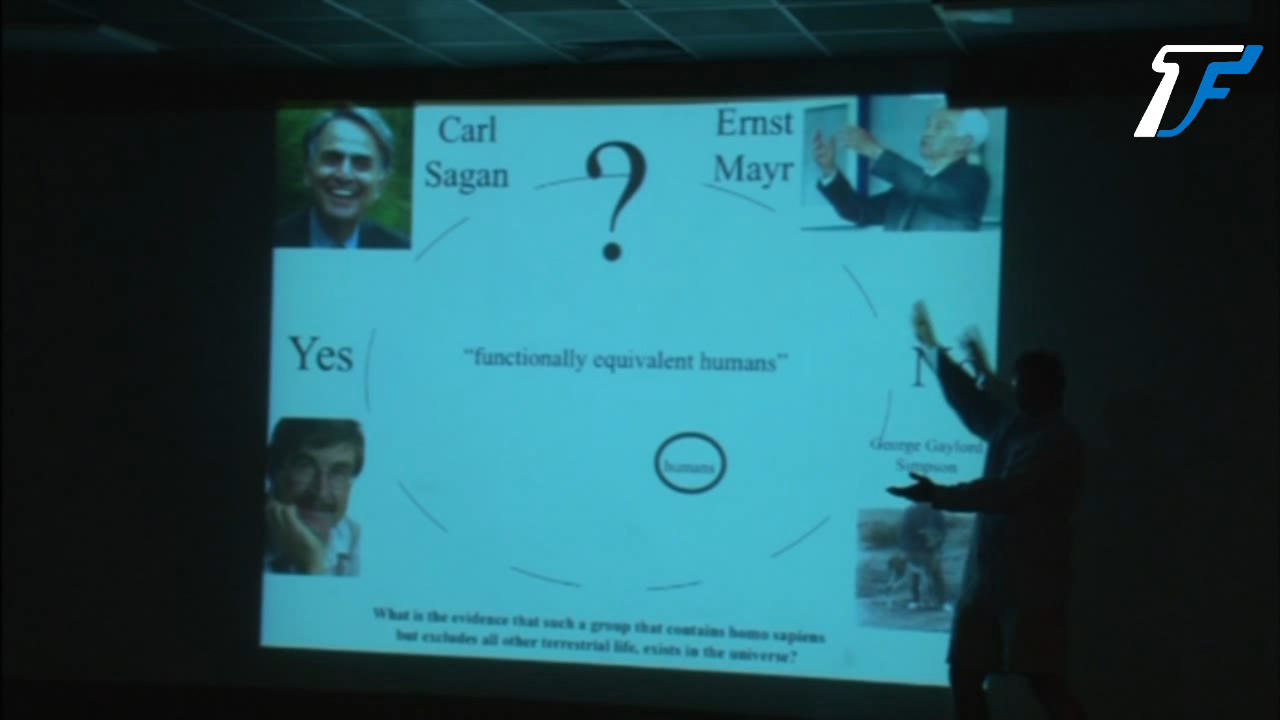 Carl
Sagan
?
Ernst
Mayr
TF
Yes
"functionally equivalent humans"
humans
George Gaylord
Simpson
What is the evidence that such a group that contains homo sapiens
but excludes all other terrestrial life, exists in the universe?